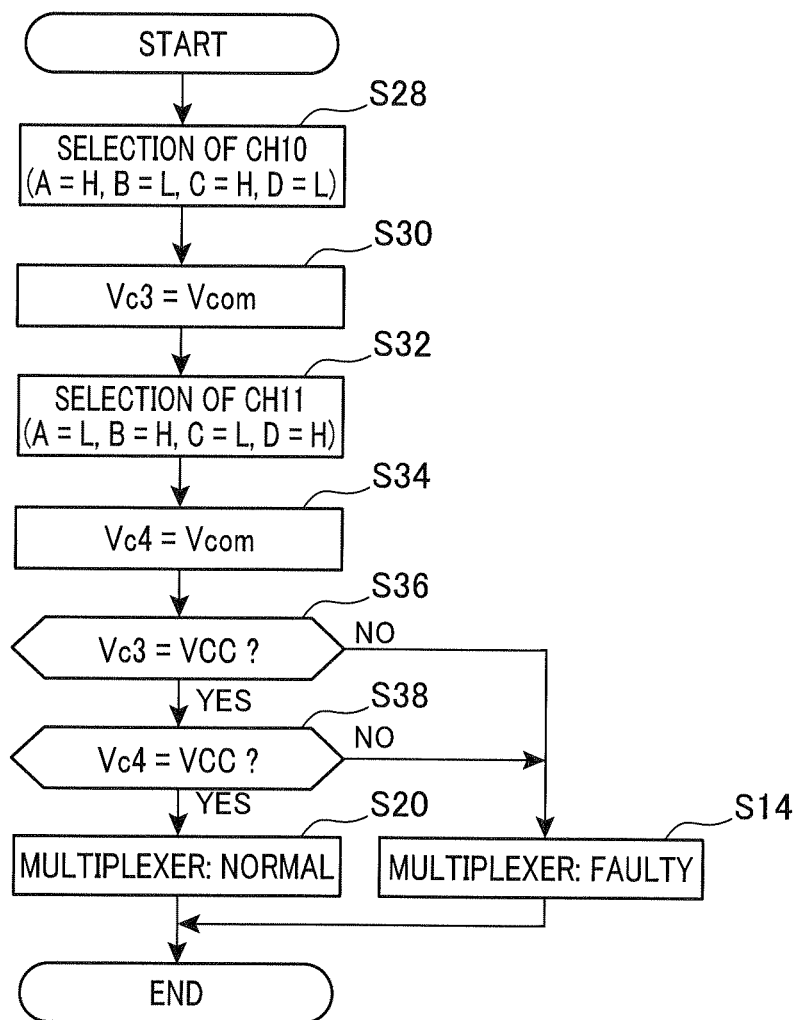 START
S28
SELECTION OF CH10
(A = H, B = L, C = H, D = L)
S30
Vc3 = Vcom
S32
SELECTION OF CH11
(A = L, B = H, C = L, D = H)
S34
Vc4 = Vcom
S36
Vc3 = VCC ?
NO
YES
S38
Vc4 = VCC ?
NO
YES
S20
S14
MULTIPLEXER: NORMAL
MULTIPLEXER: FAULTY
END